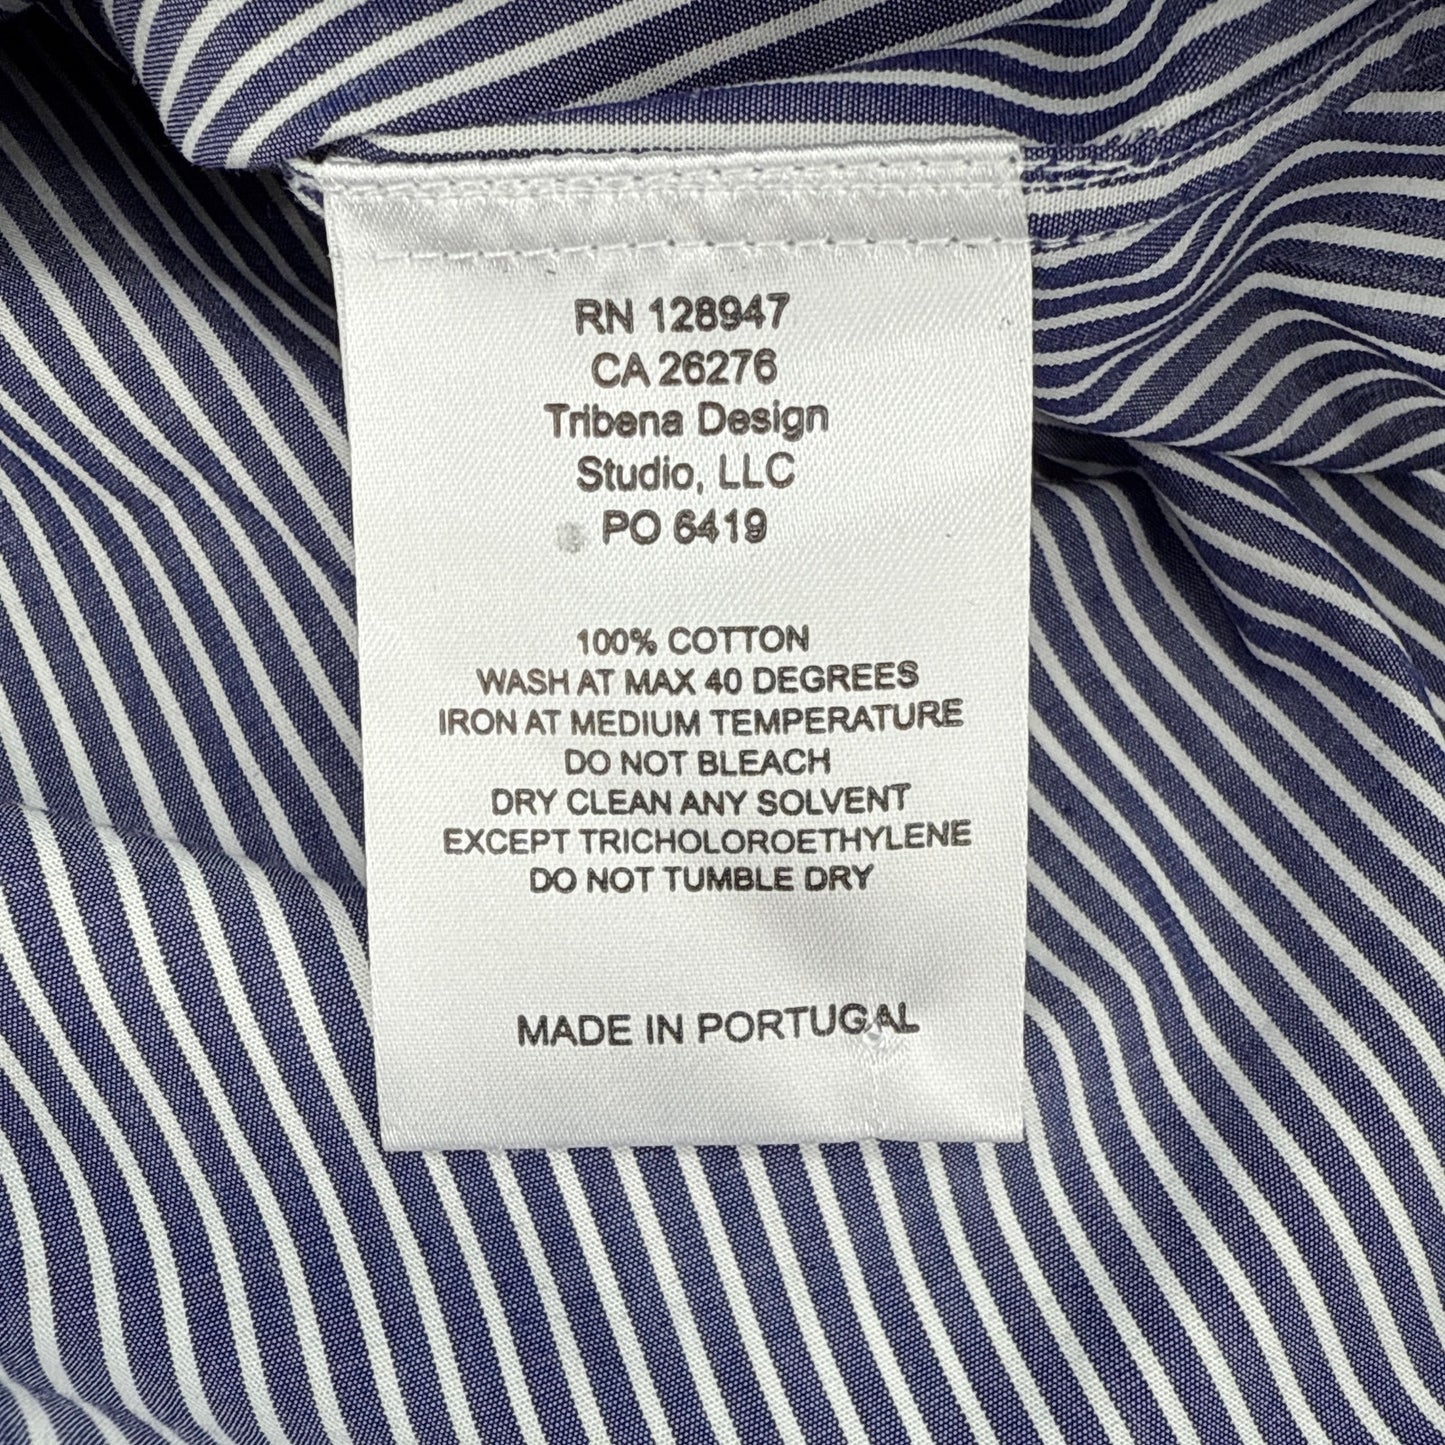 RN 128947
CA 26276
Tribena Design
Studio, LLC
PO 6419
100% COTTON
WASH AT MAX 40 DEGREES
IRON AT MEDIUM TEMPERATURE
DO NOT BLEACH
DRY CLEAN ANY SOLVENT
EXCEPT TRICHOLOROETHYLENE
DO NOT TUMBLE DRY
MADE IN PORTUGAL